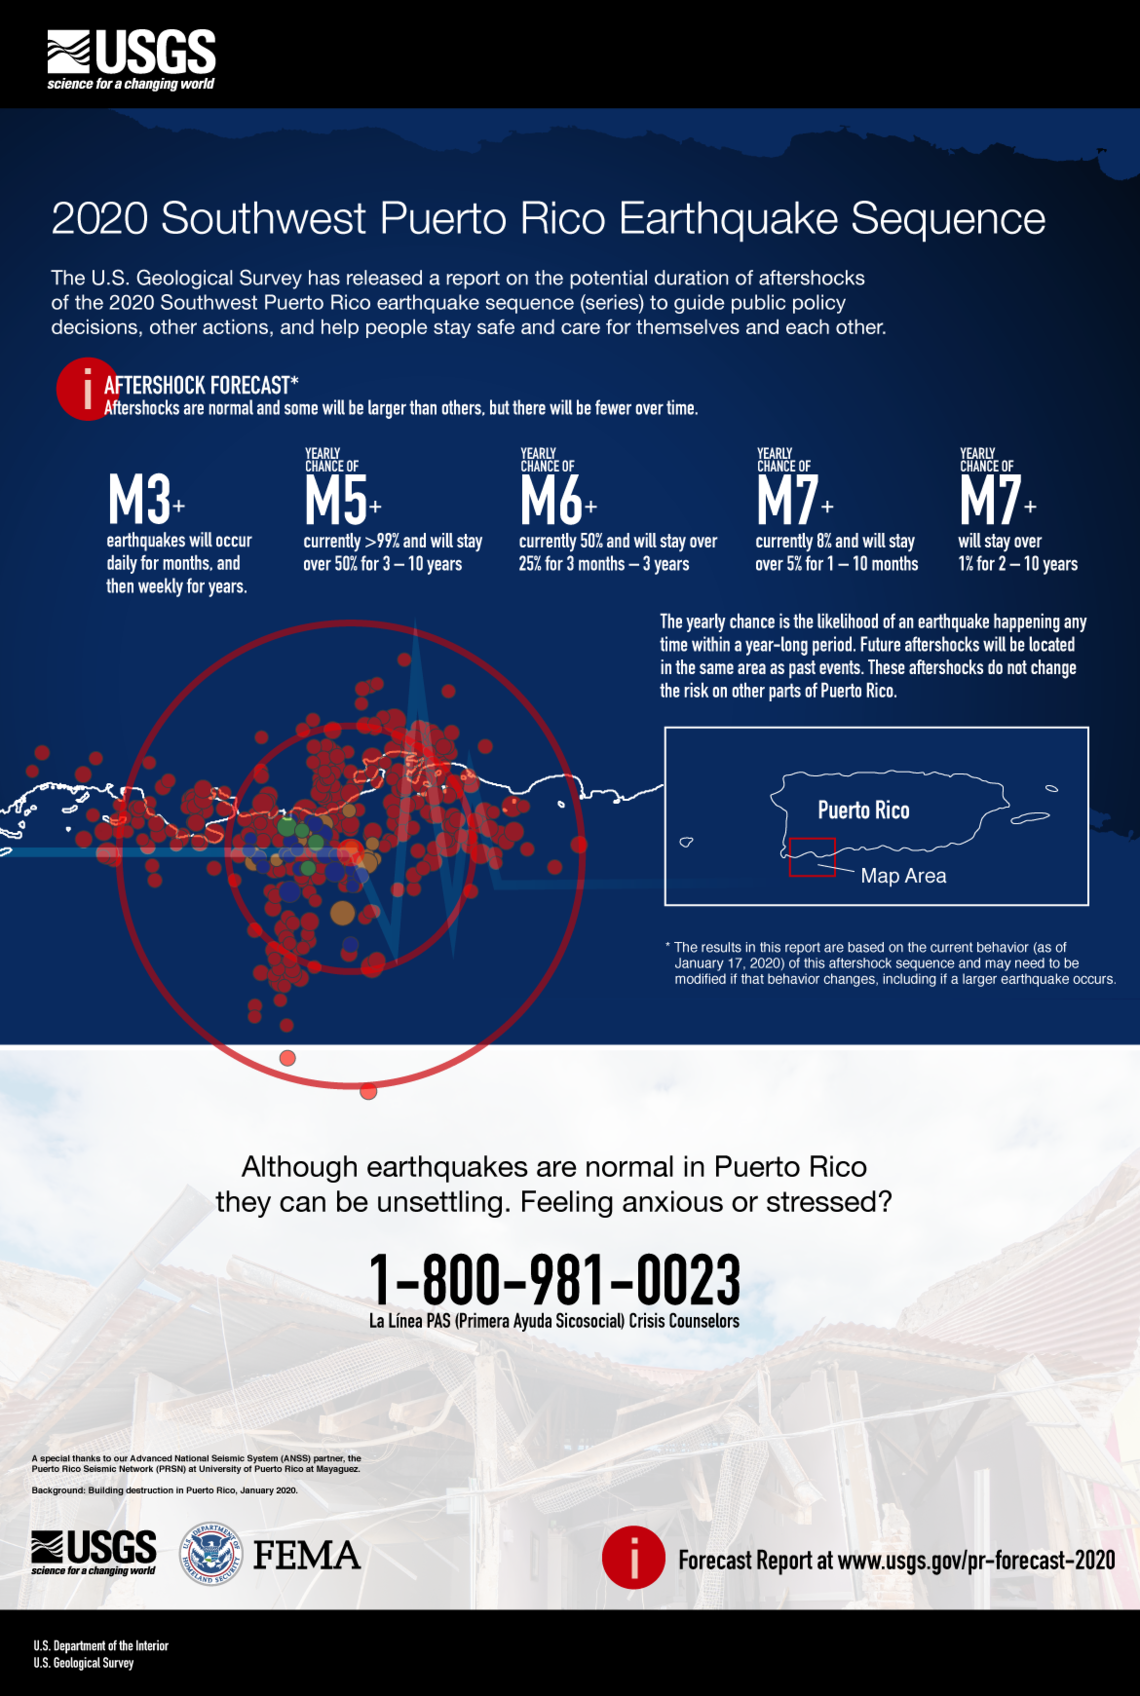 USGS
science for a changing world
2020 Southwest Puerto Rico Earthquake Sequence
The U.S. Geological Survey has released a report on the potential duration of aftershocks
of the 2020 Southwest Puerto Rico earthquake sequence (series) to guide public policy
decisions, other actions, and help people stay safe and care for themselves and each other.
i
AFTERSHOCK FORECAST*
Aftershocks are normal and some will be larger than others, but there will be fewer over time.
M3+
earthquakes will occur
daily for months, and
then weekly for years.
YEARLY
CHANCE OF
M5+
currently >99% and will stay
over 50% for 3 – 10 years
YEARLY
CHANCE OF
M6+
currently 50% and will stay over
25% for 3 months – 3 years
YEARLY
CHANCE OF
M7+
currently 8% and will stay
over 5% for 1 – 10 months
YEARLY
CHANCE OF
M7+
will stay over
1% for 2 – 10 years
The yearly chance is the likelihood of an earthquake happening any
time within a year-long period. Future aftershocks will be located
in the same area as past events. These aftershocks do not change
the risk on other parts of Puerto Rico.
Puerto Rico
Map Area
* The results in this report are based on the current behavior (as of
January 17, 2020) of this aftershock sequence and may need to be
modified if that behavior changes, including if a larger earthquake occurs.
Although earthquakes are normal in Puerto Rico
they can be unsettling. Feeling anxious or stressed?
1-800-981-0023
La Línea PAS (Primera Ayuda Sicosocial) Crisis Counselors
A special thanks to our Advanced National Seismic System (ANSS) partner, the
Puerto Rico Seismic Network (PRSN) at University of Puerto Rico at Mayaguez.
Background: Building destruction in Puerto Rico, January 2020.
USGS
science for a changing world
U.S. DEPARTMENT OF
HOMELAND SECURITY
FEMA
i
Forecast Report at www.usgs.gov/pr-forecast-2020
U.S. Department of the Interior
U.S. Geological Survey